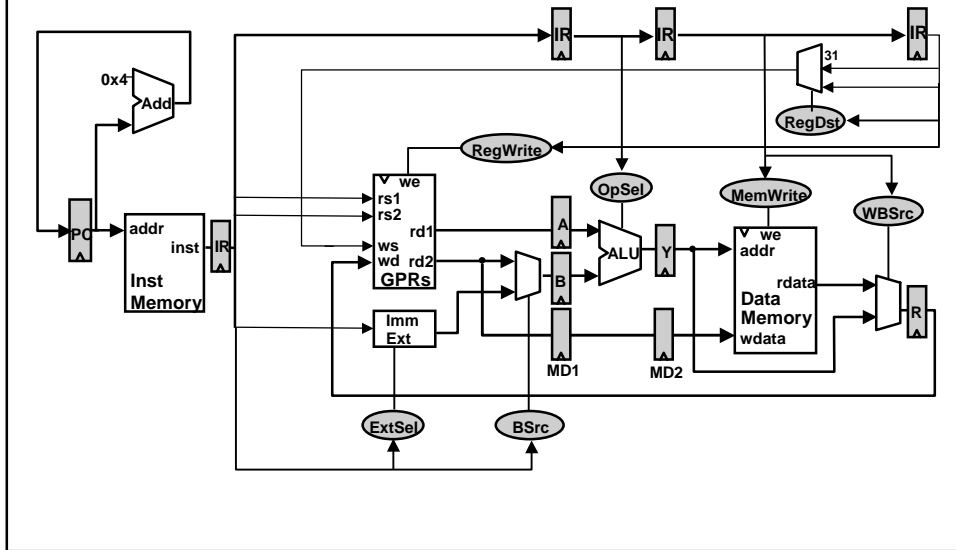 IR
IR
IR
31
0x4
Add
RegDst
RegWrite
we
rs1
rs2
rd1
ws
wd
rd2
GPRs
OpSel
MemWrite
WBSrc
PC
addr
inst
IR
Inst
Memory
A
B
ALU
Y
we
addr
rdata
Data
Memory
wdata
R
Imm
Ext
MD1
MD2
ExtSel
BSrc